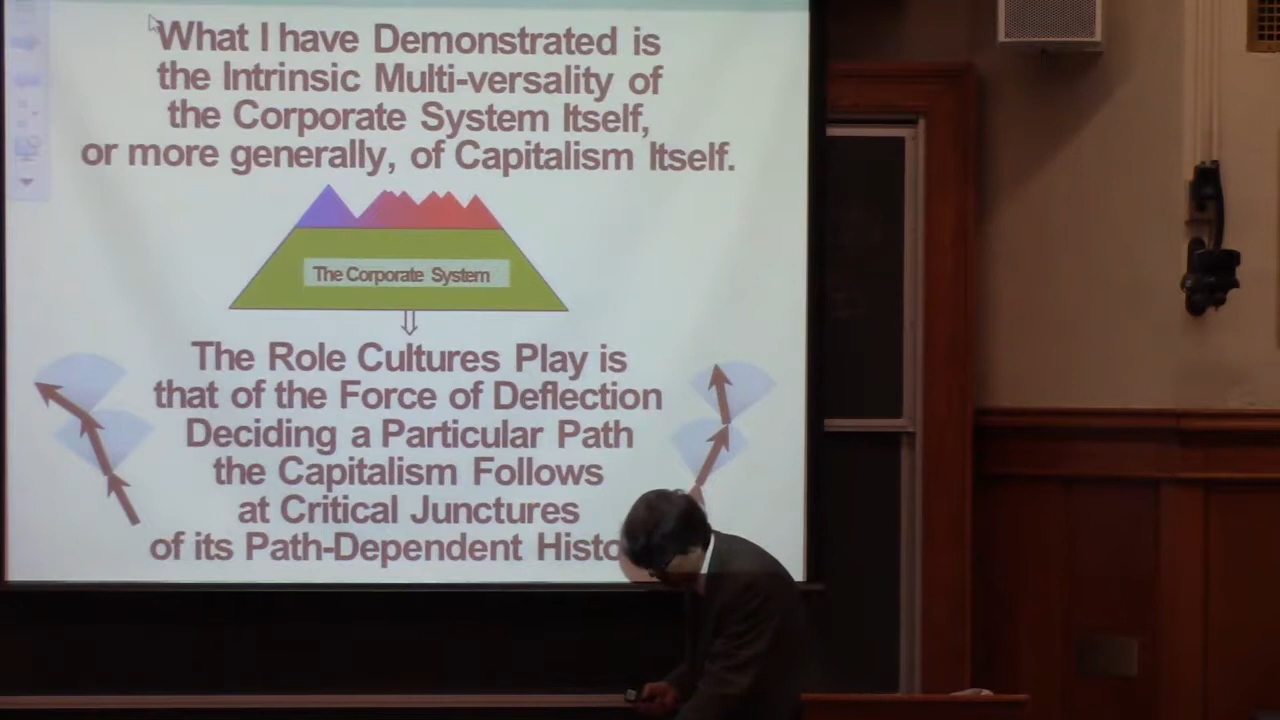 What I have Demonstrated is
the Intrinsic Multi-versality of
the Corporate System Itself,
or more generally, of Capitalism Itself.
The Corporate System
The Role Cultures Play is
that of the Force of Deflection
Deciding a Particular Path
the Capitalism Follows
at Critical Junctures
of its Path-Dependent Histo